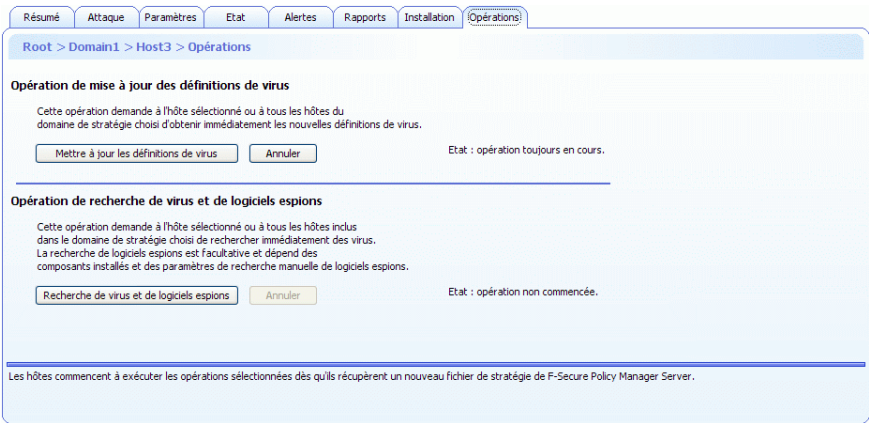 Résumé Attaque Paramètres Etat Alertes Rapports Installation Opérations
Root > Domain1 > Host3 > Opérations
Opération de mise à jour des définitions de virus
Cette opération demande à l'hôte sélectionné ou à tous les hôtes du
domaine de stratégie choisi d'obtenir immédiatement les nouvelles définitions de virus.
Mettre à jour les définitions de virus Annuler Etat : opération toujours en cours.
Opération de recherche de virus et de logiciels espions
Cette opération demande à l'hôte sélectionné ou à tous les hôtes inclus
dans le domaine de stratégie choisi de rechercher immédiatement des virus.
La recherche de logiciels espions est facultative et dépend des
composants installés et des paramètres de recherche manuelle de logiciels espions.
Recherche de virus et de logiciels espions Annuler Etat : opération non commencée.
Les hôtes commencent à exécuter les opérations sélectionnées dès qu'ils récupèrent un nouveau fichier de stratégie de F-Secure Policy Manager Server.